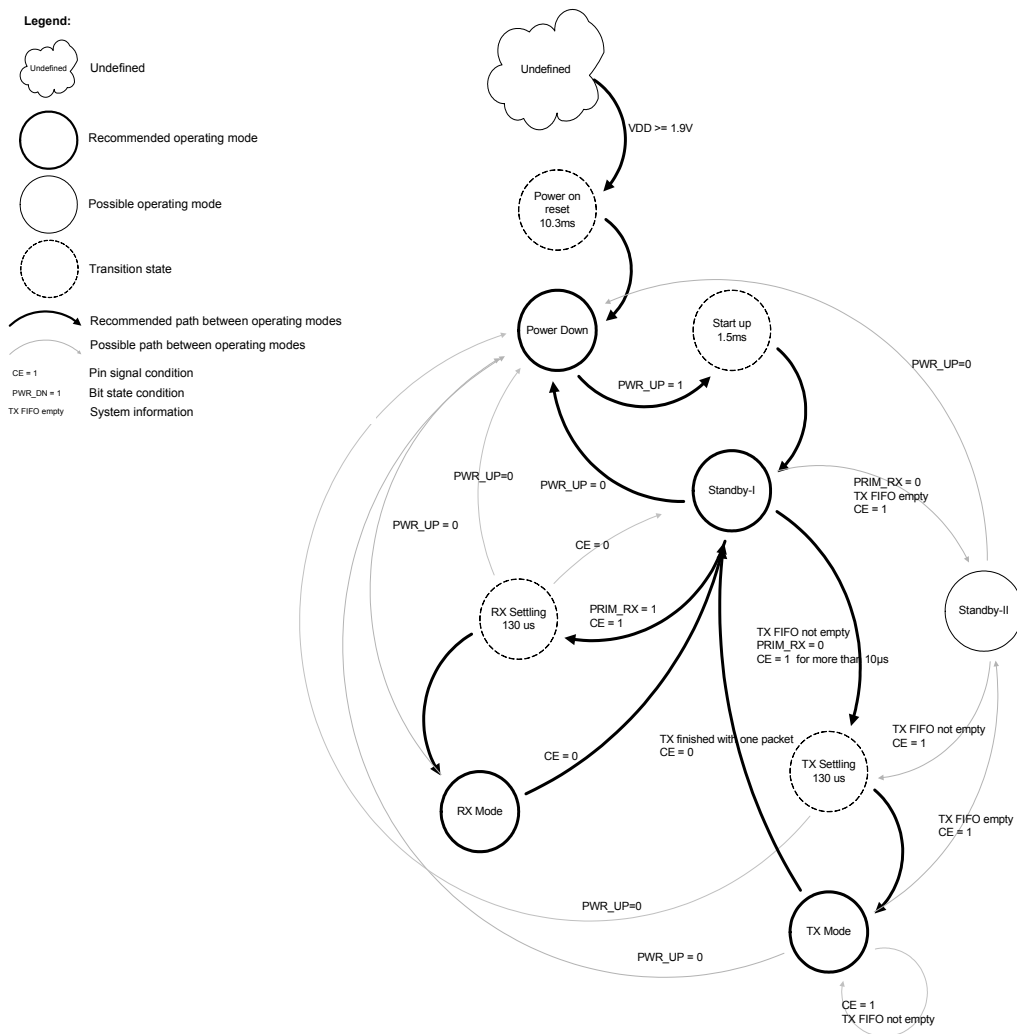 Legend:
Undefined
Undefined
Recommended operating mode
Possible operating mode
Transition state
Recommended path between operating modes
Possible path between operating modes
CE = 1
Pin signal condition
PWR_DN = 1
Bit state condition
TX FIFO empty
System information
Undefined
VDD >= 1.9V
Power on
reset
10.3ms
Power Down
Start up
1.5ms
PWR_UP=0
PWR_UP = 1
PWR_UP=0
PWR_UP = 0
Standby-I
PRIM_RX = 0
TX FIFO empty
CE = 1
PWR_UP = 0
CE = 0
RX Settling
130 us
PRIM_RX = 1
CE = 1
Standby-II
TX FIFO not empty
PRIM_RX = 0
CE = 1 for more than 10µs
CE = 0
TX finished with one packet
CE = 0
TX FIFO not empty
CE = 1
TX Settling
130 us
RX Mode
TX FIFO empty
CE = 1
PWR_UP=0
TX Mode
PWR_UP = 0
CE = 1
TX FIFO not empty